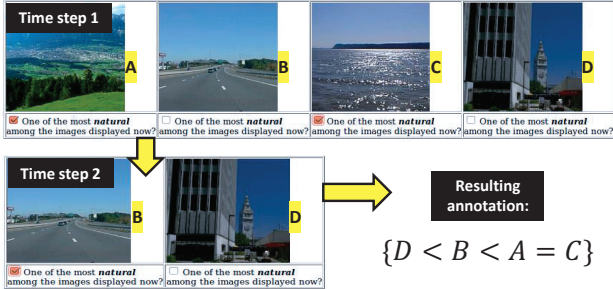 Time step 1
A
B
C
D
One of the most natural
among the images displayed now?
One of the most natural
among the images displayed now?
One of the most natural
among the images displayed now?
One of the most natural
among the images displayed now?
Time step 2
B
D
One of the most natural
among the images displayed now?
One of the most natural
among the images displayed now?
Resulting
annotation:
{D < B < A = C}